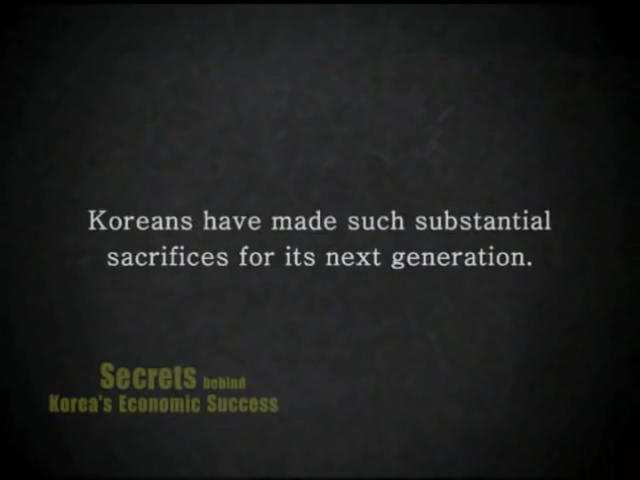 Koreans have made such substantial
sacrifices for its next generation.
Secrets behind
Korea's Economic Success